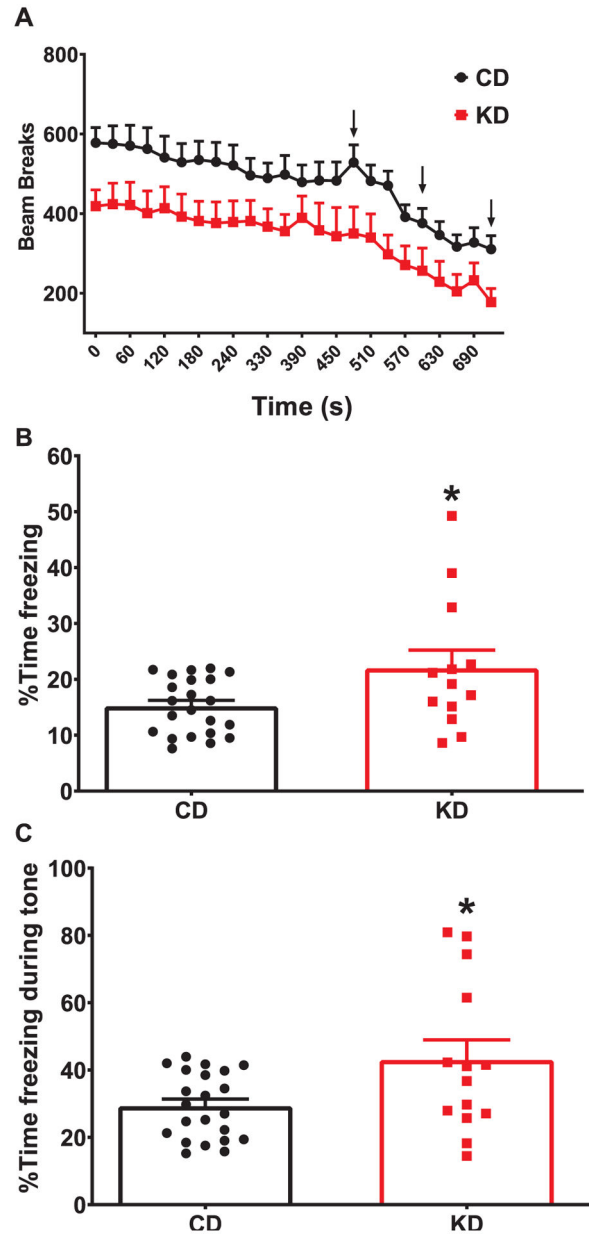 A
800
600
400
200
Beam Breaks
CD
KD
0 60 120 180 240 330 390 450 510 570 630 690
Time (s)
B
60
50
40
30
20
10
0
%Time freezing
*
CD KD
C
100
80
60
40
20
0
%Time freezing during tone
*
CD KD